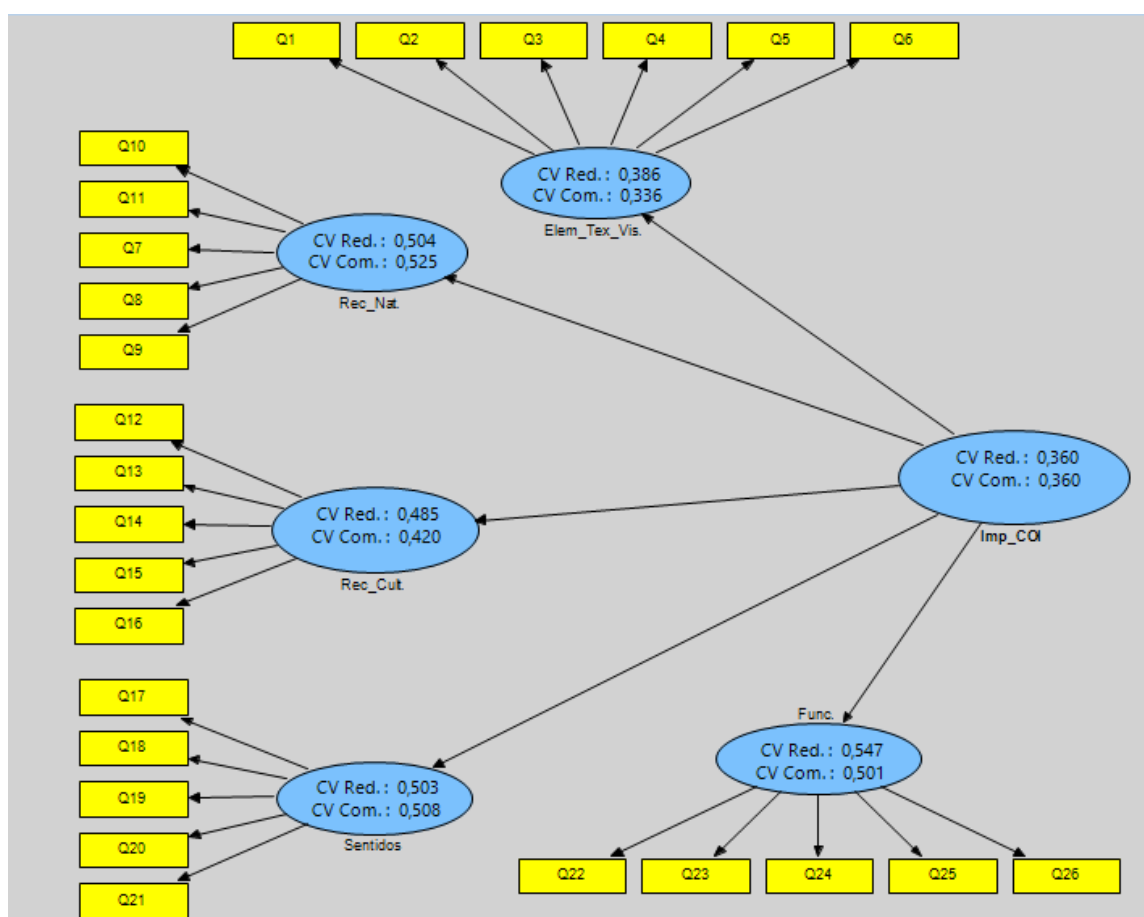 Q1 Q2 Q3 Q4 Q5 Q6
CV Red.: 0,386
CV Com.: 0,336
Elem_Tex_Vis.
Q10
Q11
Q7
Q8
Q9
CV Red.: 0,504
CV Com.: 0,525
Rec_Nat.
Q12
Q13
Q14
Q15
Q16
CV Red.: 0,485
CV Com.: 0,420
Rec_Cult.
CV Red.: 0,360
CV Com.: 0,360
Imp_COI
Q17
Q18
Q19
Q20
Q21
CV Red.: 0,503
CV Com.: 0,508
Sentidos
Func.
CV Red.: 0,547
CV Com.: 0,501
Q22 Q23 Q24 Q25 Q26